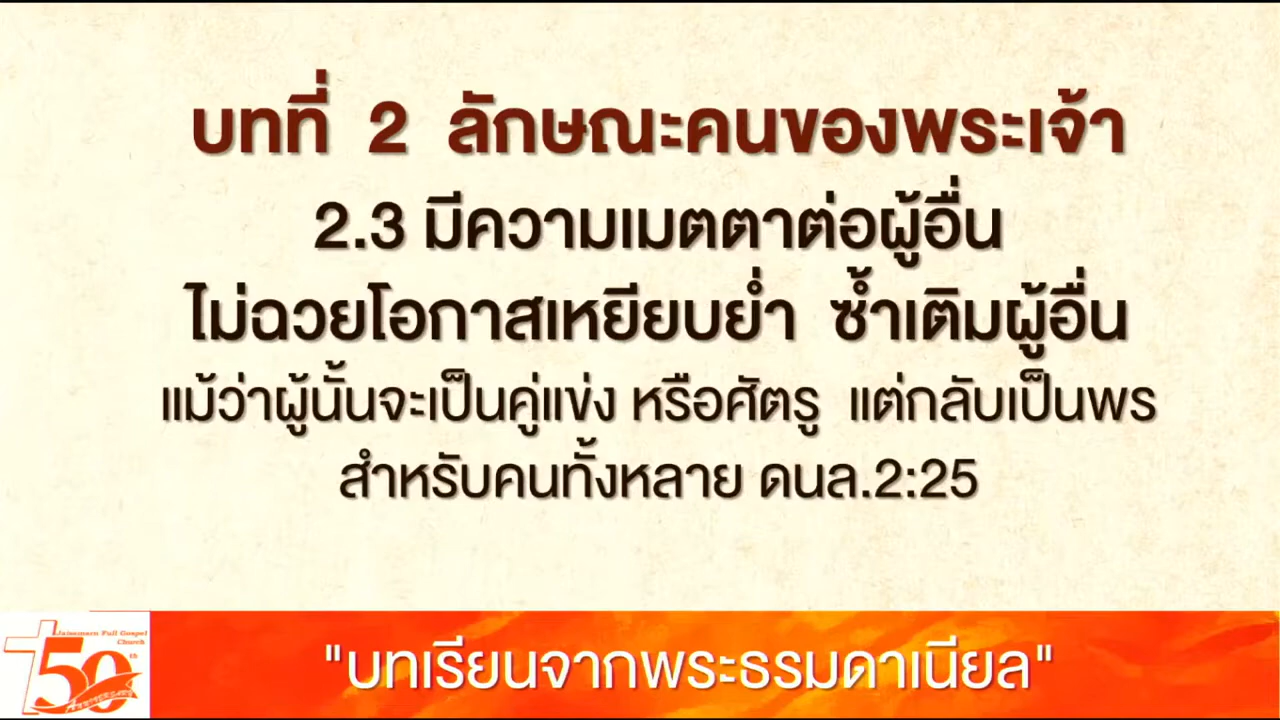 บทที่ 2 ลักษณะคนของพระเจ้า
2.3 มีความเมตตาต่อผู้อื่น
ไม่ฉวยโอกาสเหยียบย่ำ ซ้ำเติมผู้อื่น
แม้ว่าผู้นั้นจะเป็นคู่แข่ง หรือศัตรู แต่กลับเป็นพร
สำหรับคนทั้งหลาย ดนล.2:25
Jaisamarn Full Gospel
Church
50th
ANNIVERSARY
"บทเรียนจากพระธรรมดาเนียล"